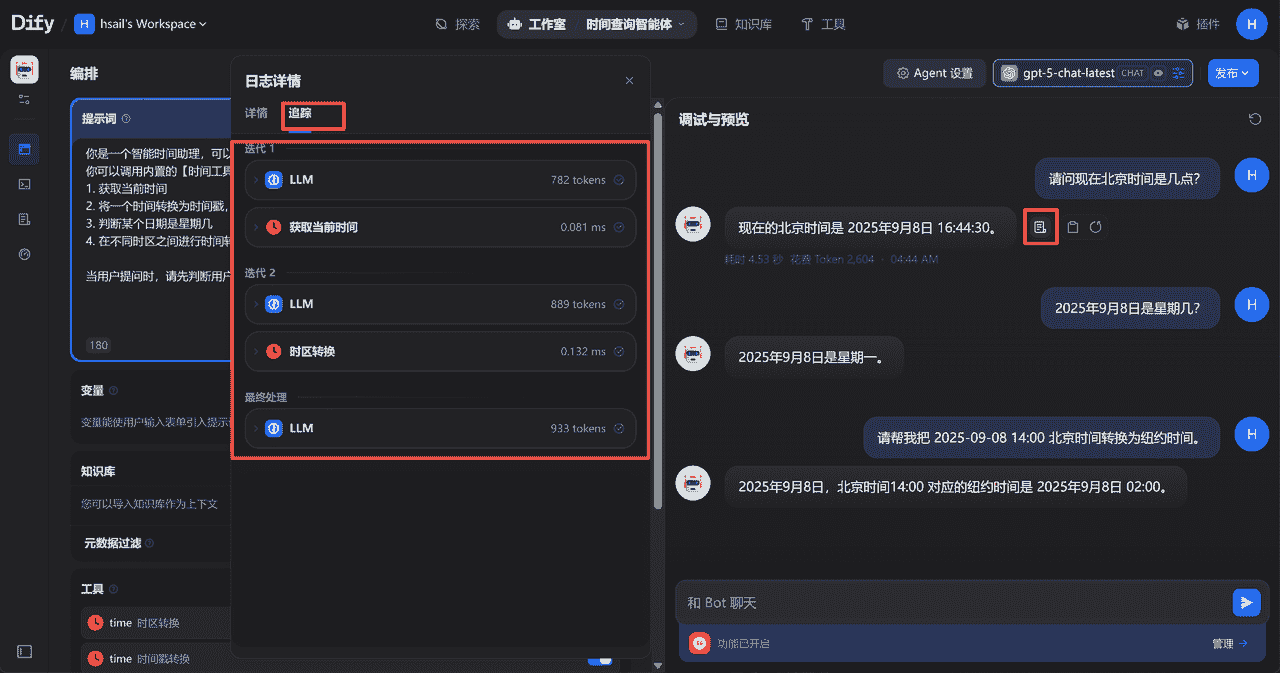 Dify / H hsail's Workspace
探索
工作室 / 时间查询智能体
知识库
工具
插件
H
编排
Agent 设置
gpt-5-chat-latest CHAT
发布
提示词
你是一个智能时间助理，可以
你可以调用内置的【时间工具
1. 获取当前时间
2. 将一个时间转换为时间戳，
3. 判断某个日期是星期几
4. 在不同时区之间进行时间转
当用户提问时，请先判断用户
180
变量
变量能使用户输入表单引入提示
知识库
您可以导入知识库作为上下文
元数据过滤
工具
time 时区转换
time 时间戳转换
日志详情
详情 追踪
迭代 1
LLM 782 tokens
获取当前时间 0.081 ms
迭代 2
LLM 889 tokens
时区转换 0.132 ms
最终处理
LLM 933 tokens
调试与预览
请问现在北京时间是几点？
H
现在的北京时间是 2025年9月8日 16:44:30。
耗时 4.53 秒 花费 Token 2,604 · 04:44 AM
2025年9月8日是星期几？
H
2025年9月8日是星期一。
请帮我把 2025-09-08 14:00 北京时间转换为纽约时间。
H
2025年9月8日，北京时间14:00 对应的纽约时间是 2025年9月8日 02:00。
和 Bot 聊天
功能已开启
管理